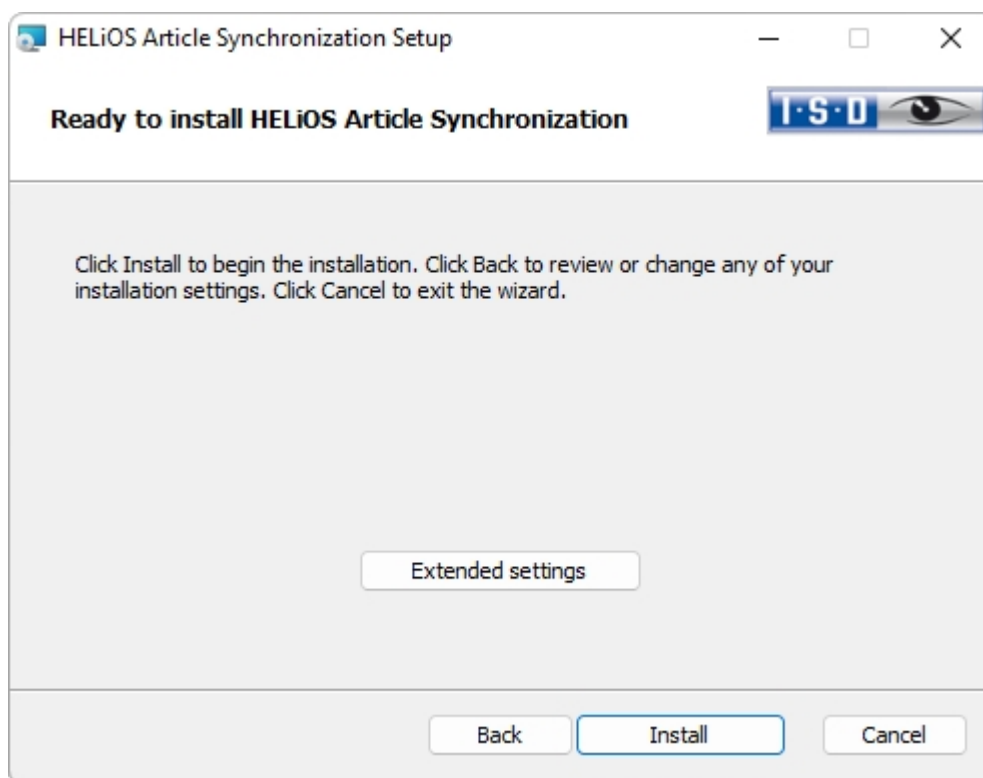 HELiOS Article Synchronization Setup
Ready to install HELiOS Article Synchronization
I·S·D
Click Install to begin the installation. Click Back to review or change any of your
installation settings. Click Cancel to exit the wizard.
Extended settings
Back
Install
Cancel